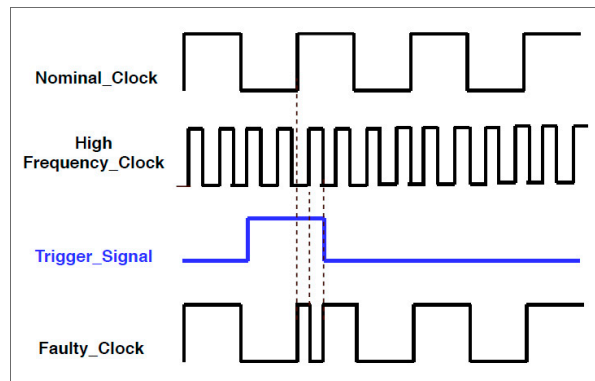 Nominal_Clock
High
Frequency_Clock
Trigger_Signal
Faulty_Clock